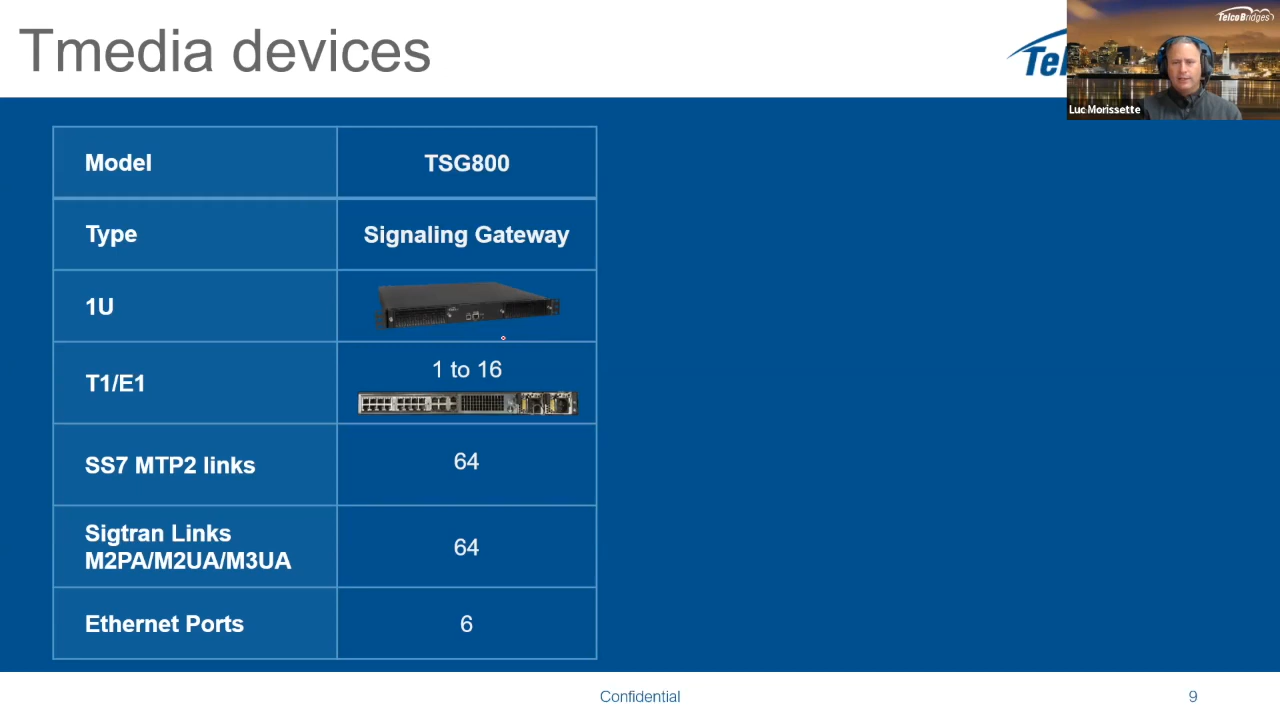 Tmedia devices
Tel
TelcoBridges
Luc Morissette
Model
TSG800
Type
Signaling Gateway
1U
T1/E1
1 to 16
SS7 MTP2 links
64
Sigtran Links
M2PA/M2UA/M3UA
64
Ethernet Ports
6
Confidential
9